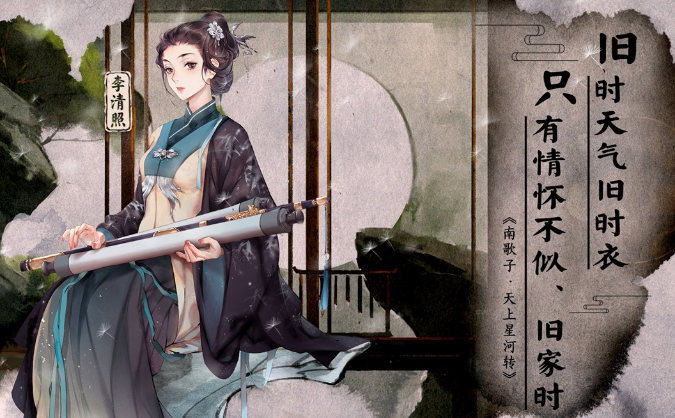 李清照
旧时天气旧时衣
只有情怀不似、旧家时
《南歌子·天上星河转》